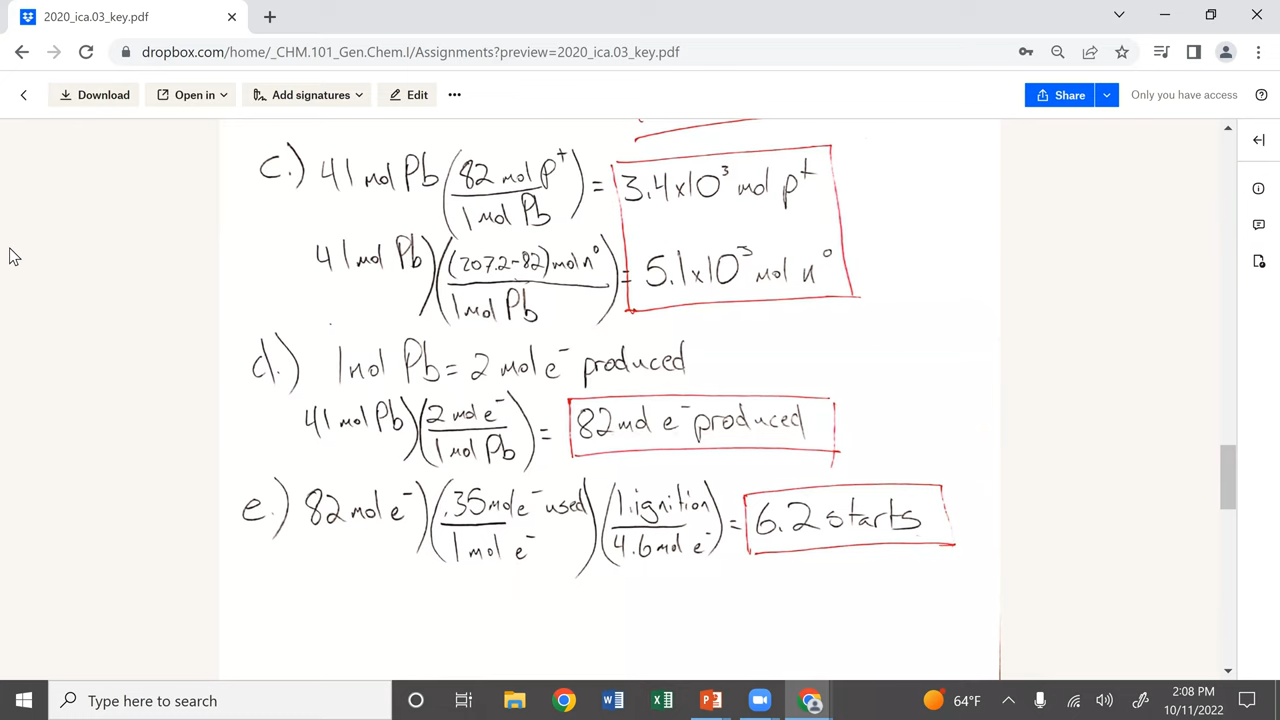 2020_ica.03_key.pdf
dropbox.com/home/_CHM.101_Gen.Chem.I/Assignments?preview=2020_ica.03_key.pdf
Download Open in Add signatures Edit Share Only you have access
c.) 41 mol Pb (82 mol p⁺ / 1 mol Pb) = 3.4x10³ mol p⁺
41 mol Pb) ((207.2-82) mol n⁰ / 1 mol Pb) = 5.1x10³ mol n⁰
d.) 1 mol Pb = 2 mol e⁻ produced
41 mol Pb) (2 mol e⁻ / 1 mol Pb) = 82 mol e⁻ produced
e.) 82 mol e⁻) (.35 mol e⁻ used / 1 mol e⁻) (1 ignition / 4.6 mol e⁻) = 6.2 starts
Type here to search
64°F
2:08 PM
10/11/2022